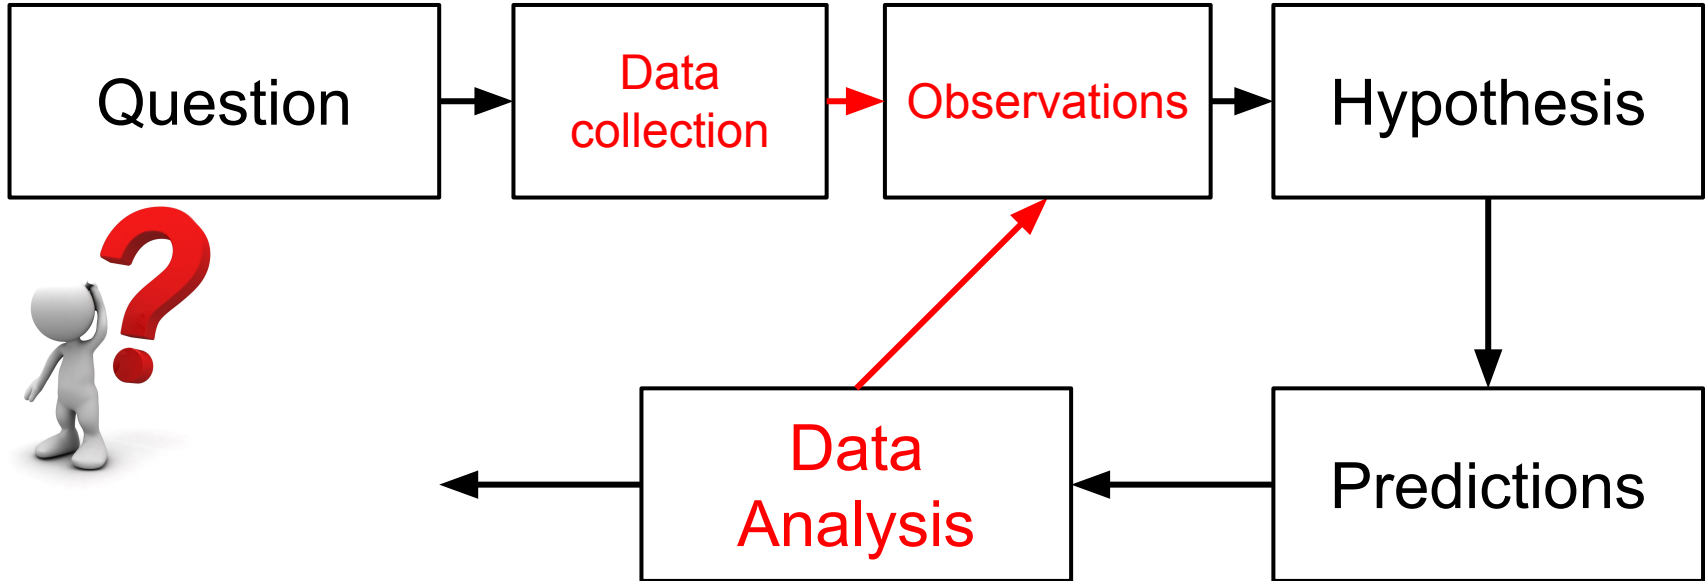 Question
Data
collection
Observations
Hypothesis
Data
Analysis
Predictions
?